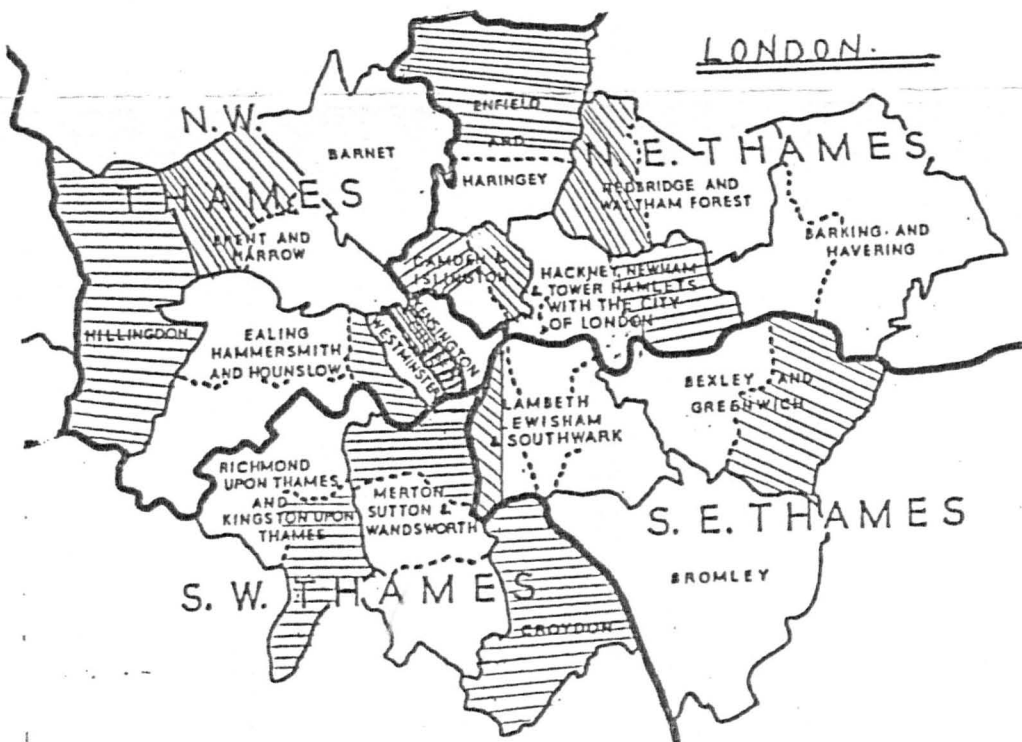 LONDON.
N.W.
THAMES
BARNET
ENFIELD
AND
HARINGEY
N.E. THAMES
REDBRIDGE AND
WALTHAM FOREST
BARKING AND
HAVERING
BRENT AND
HARROW
CAMDEN &
ISLINGTON
HACKNEY, NEWHAM
& TOWER HAMLETS
WITH THE CITY
OF LONDON
HILLINGDON
EALING
HAMMERSMITH
AND HOUNSLOW
KENSINGTON
WESTMINSTER
BEXLEY AND
GREENWICH
LAMBETH
LEWISHAM
& SOUTHWARK
RICHMOND
UPON THAMES
AND
KINGSTON UPON
THAMES
MERTON
SUTTON &
WANDSWORTH
S.E. THAMES
BROMLEY
S.W. THAMES
CROYDON